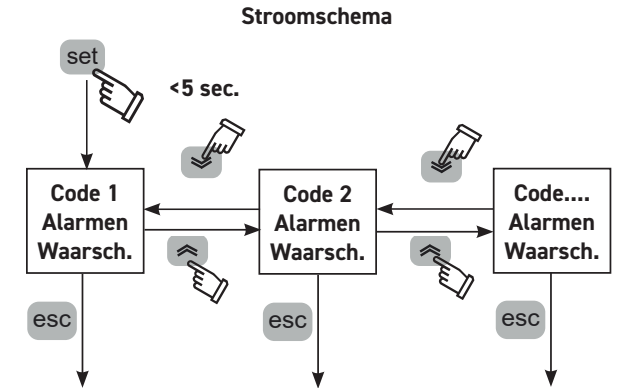 Stroomschema
set
<5 sec.
Code 1
Alarmen
Waarsch.
Code 2
Alarmen
Waarsch.
Code....
Alarmen
Waarsch.
esc
esc
esc